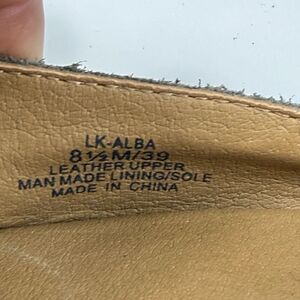 LK-ALBA
8½M/39
LEATHER UPPER
MAN MADE LINING/SOLE
MADE IN CHINA